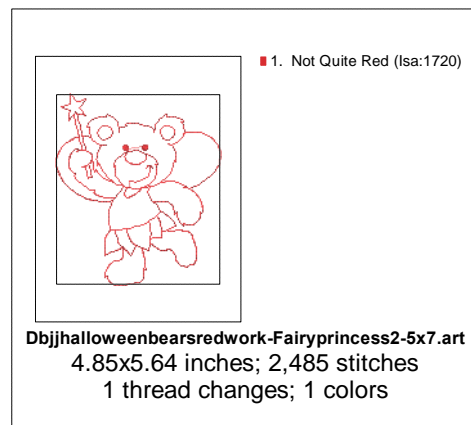 1. Not Quite Red (Isa:1720)
Dbjjhalloweenbearsredwork-Fairyprincess2-5x7.art
4.85x5.64 inches; 2,485 stitches
1 thread changes; 1 colors